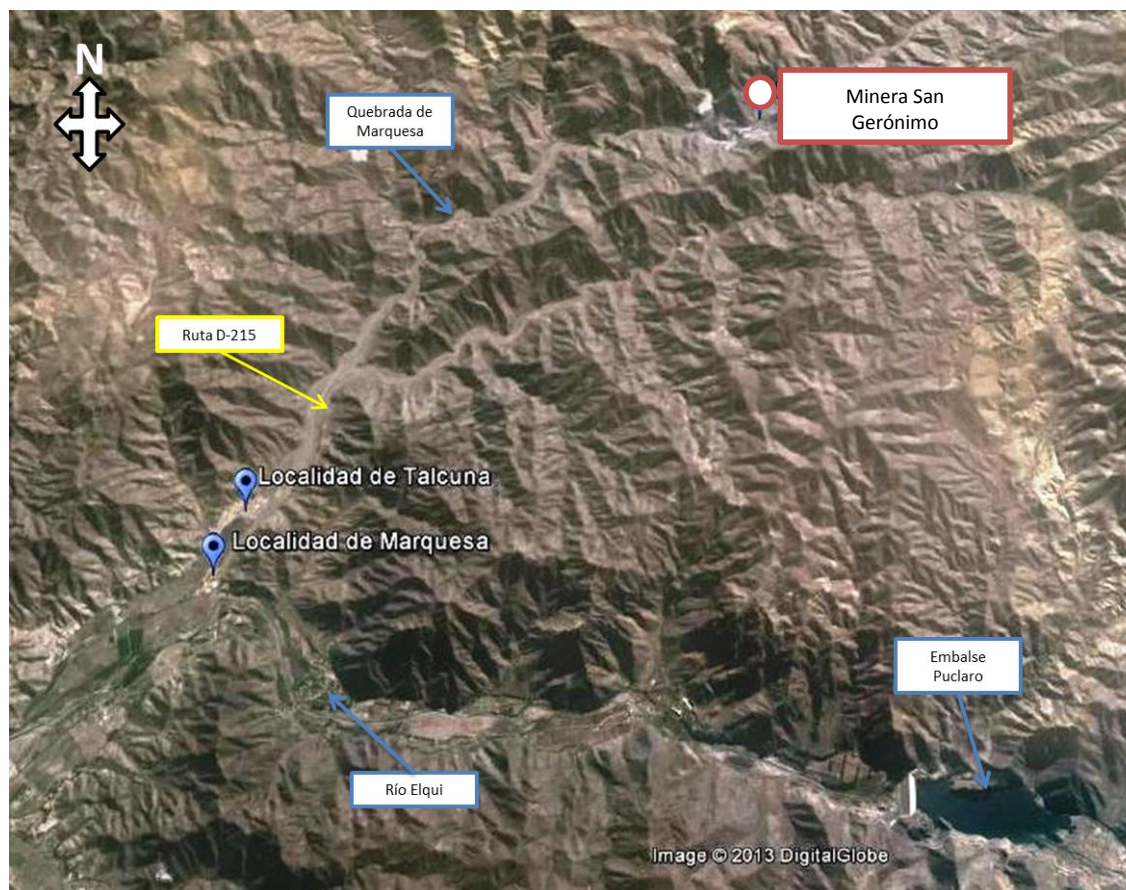 N
Quebrada de
Marquesa
Minera San
Gerónimo
Ruta D-215
Localidad de Talcuna
Localidad de Marquesa
Embalse
Puclaro
Río Elqui
Image © 2013 DigitalGlobe